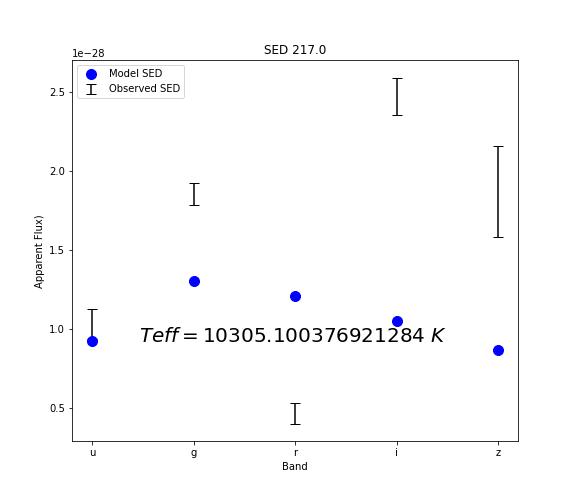 SED 217.0
1e−28
Model SED
Observed SED
2.5
2.0
1.5
1.0
0.5
Apparent Flux)
Teff = 10305.100376921284 K
u g r i z
Band